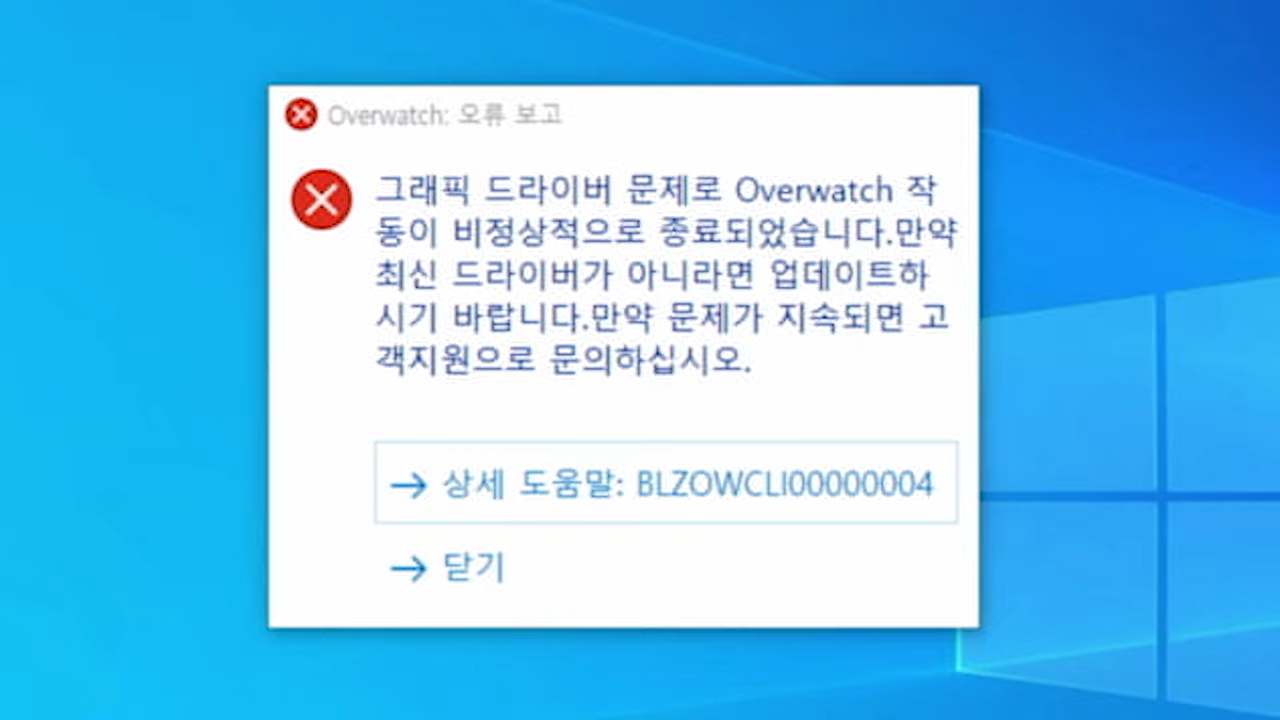 Overwatch: 오류 보고
그래픽 드라이버 문제로 Overwatch 작
동이 비정상적으로 종료되었습니다.만약
최신 드라이버가 아니라면 업데이트하
시기 바랍니다.만약 문제가 지속되면 고
객지원으로 문의하십시오.
→ 상세 도움말: BLZOWCLI00000004
→ 닫기